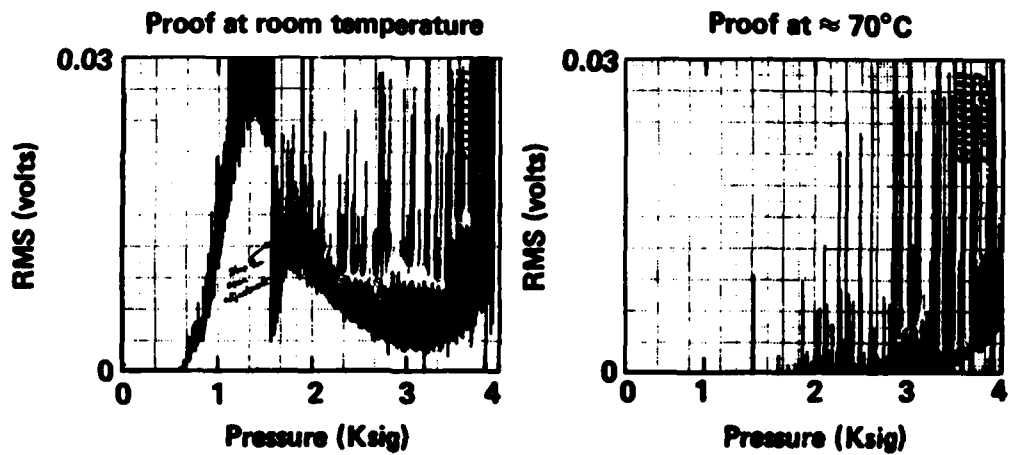 Proof at room temperature
0.03
RMS (volts)
0
0 1 2 3 4
Pressure (Ksig)
Proof at ≈ 70°C
0.03
RMS (volts)
0
0 1 2 3 4
Pressure (Ksig)